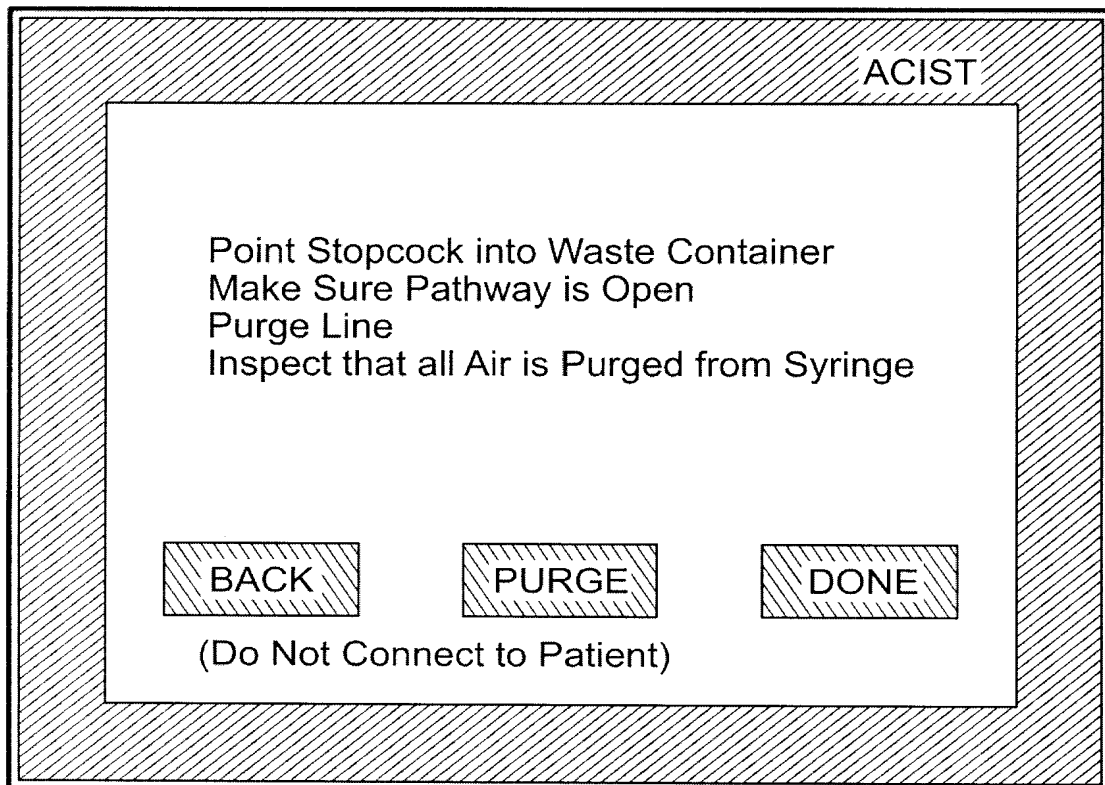 ACIST
Point Stopcock into Waste Container
Make Sure Pathway is Open
Purge Line
Inspect that all Air is Purged from Syringe
BACK PURGE DONE
(Do Not Connect to Patient)